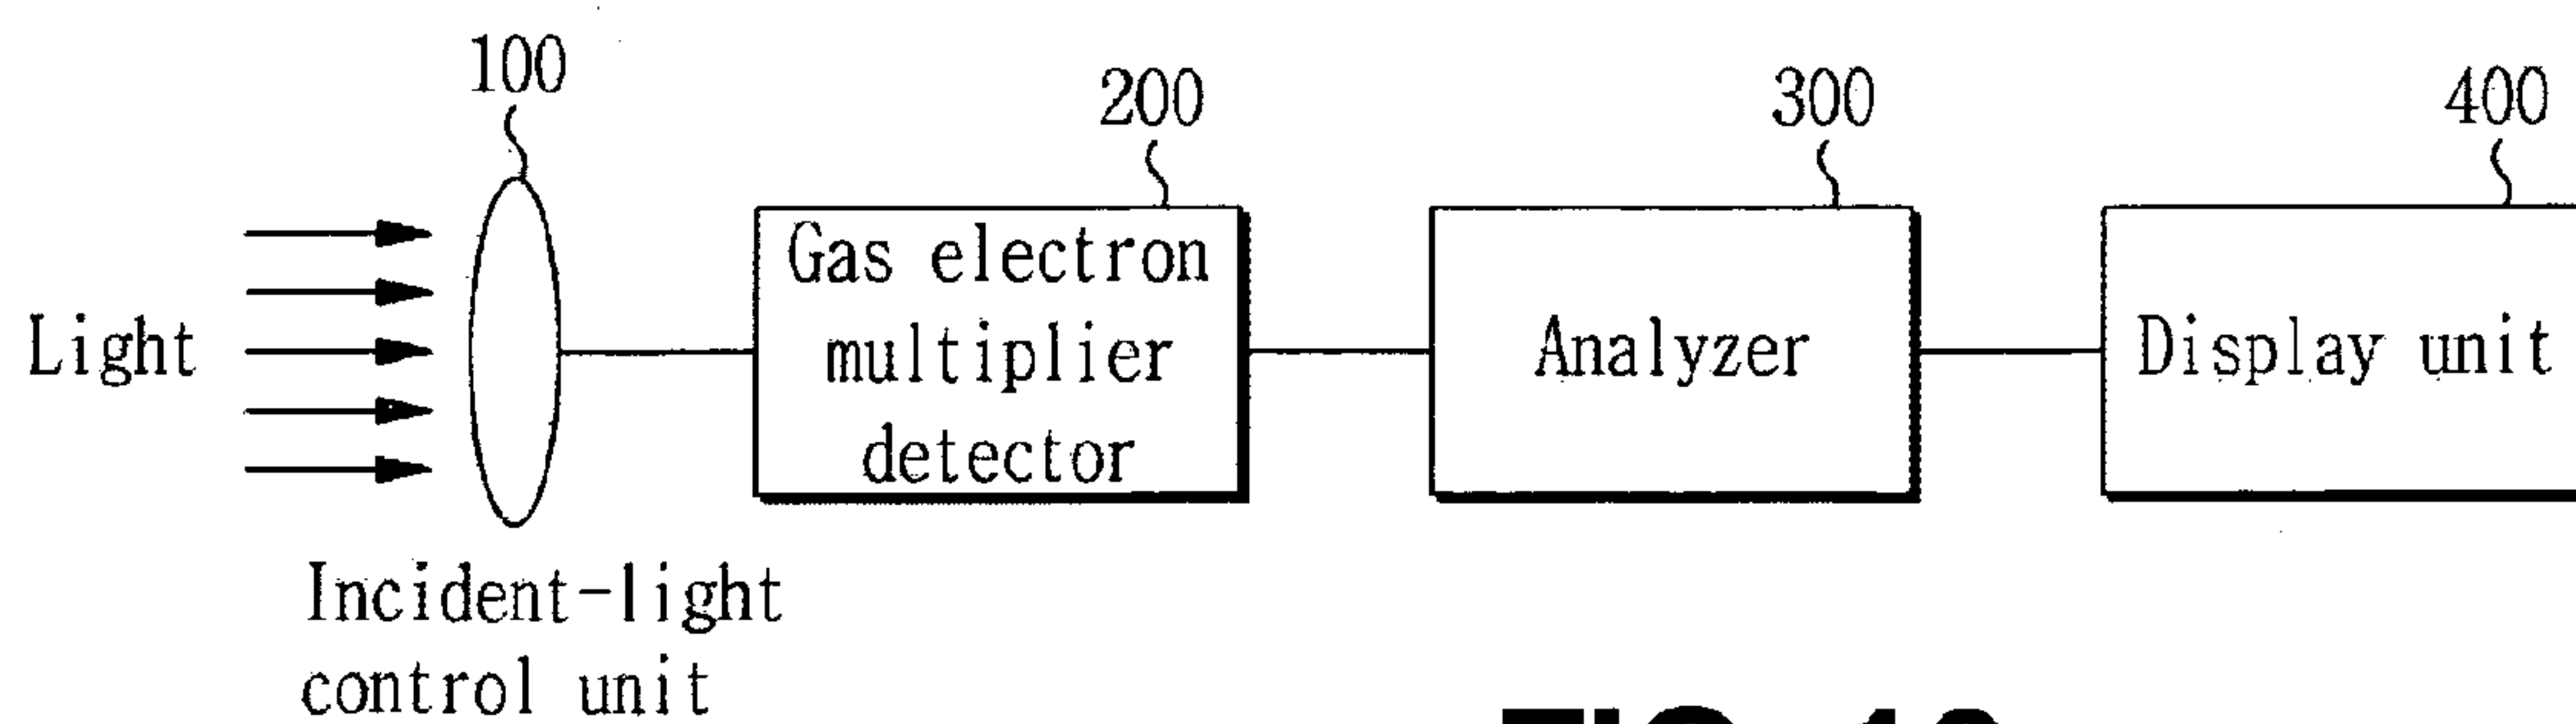 100
200
300
400
Light
Gas electron
multiplier
detector
Analyzer
Display unit
Incident-light
control unit